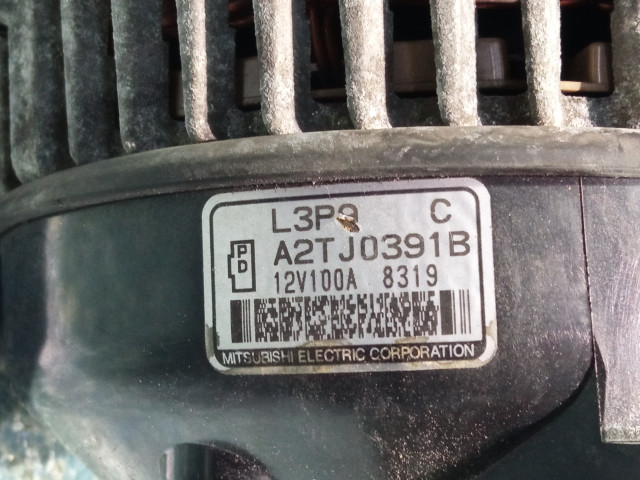 L3P9 C
P
D
A2TJ0391B
12V100A 8319
MITSUBISHI ELECTRIC CORPORATION